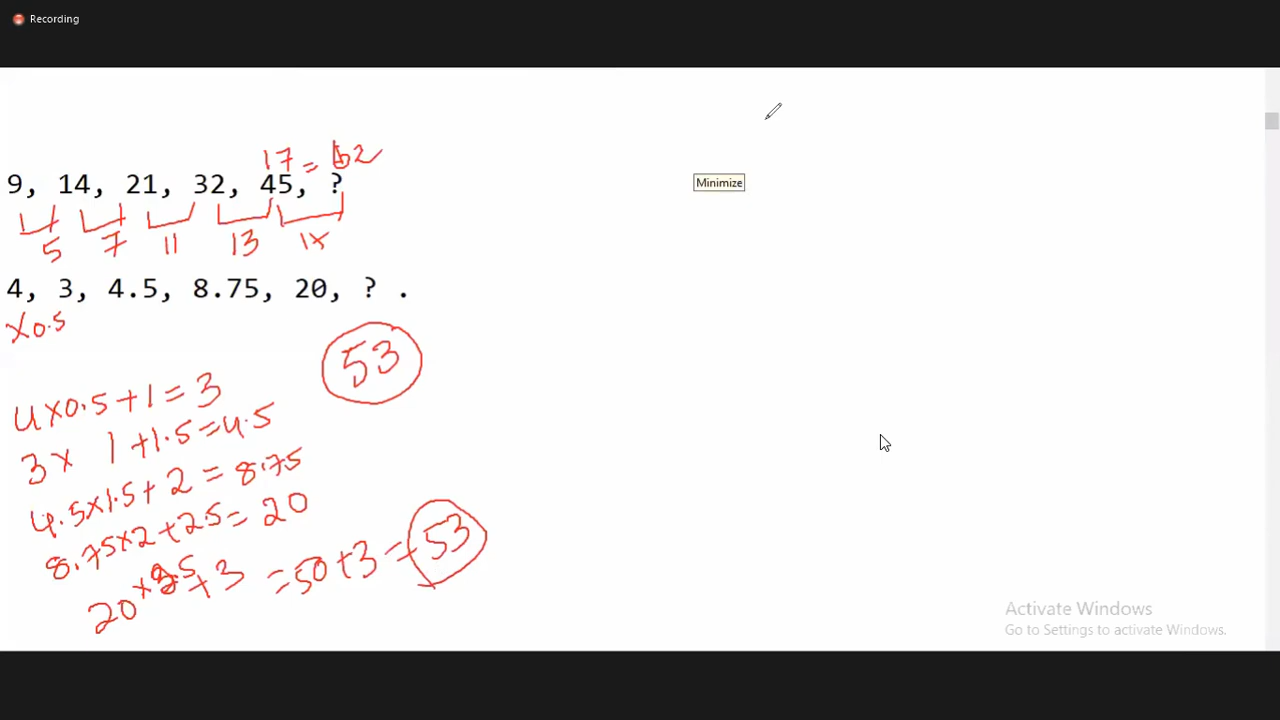 Recording
17 = 62
9, 14, 21, 32, 45, ?
5 7 11 13 1x
Minimize
4, 3, 4.5, 8.75, 20, ? .
x0.5
53
4x0.5+1=3
3x 1+1.5=4.5
4.5x1.5+2=8.75
8.75x2+2.5=20
20x2.5+3 =50+3=53
Activate Windows
Go to Settings to activate Windows.